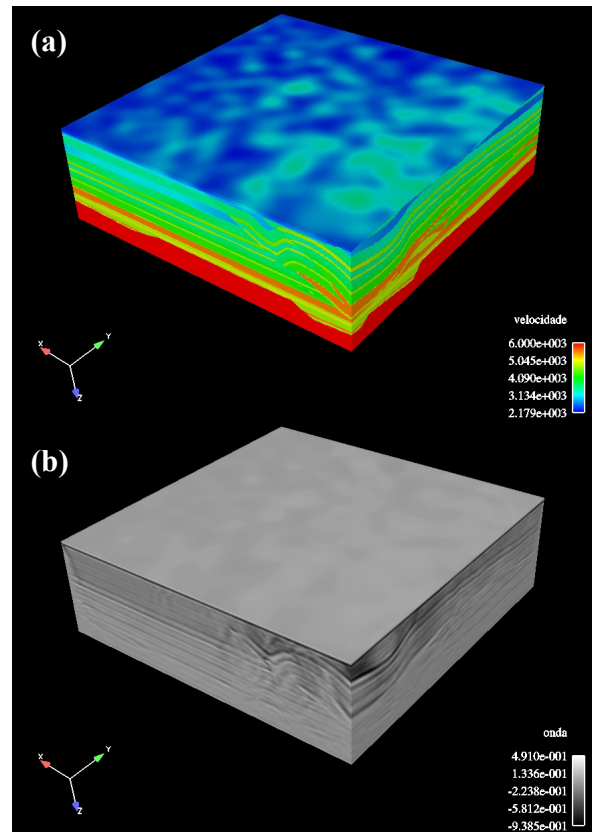 (a)
X
Y
Z
velocidade
6.000e+003
5.045e+003
4.090e+003
3.134e+003
2.179e+003
(b)
X
Y
Z
onda
4.910e-001
1.336e-001
-2.238e-001
-5.812e-001
-9.385e-001